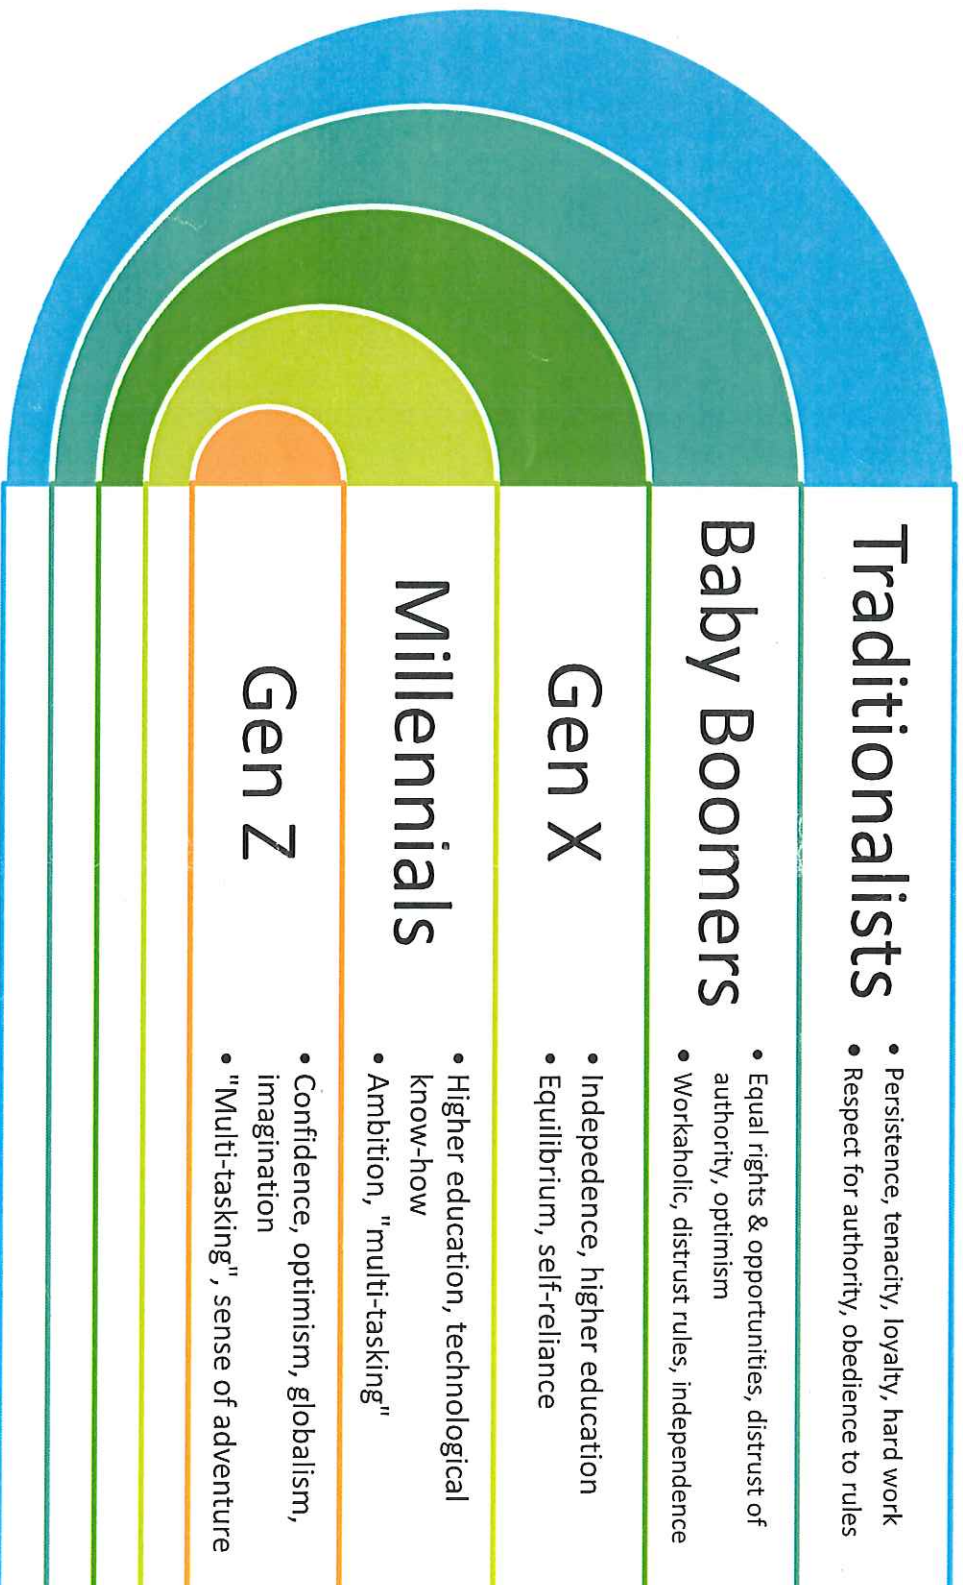 Traditionalists
• Persistence, tenacity, loyalty, hard work
• Respect for authority, obedience to rules
Baby Boomers
• Equal rights & opportunities, distrust of
authority, optimism
• Workaholic, distrust rules, independence
Gen X
• Indepedence, higher education
• Equilibrium, self-reliance
Millennials
• Higher education, technological
know-how
• Ambition, "multi-tasking"
Gen Z
• Confidence, optimism, globalism,
imagination
• "Multi-tasking", sense of adventure